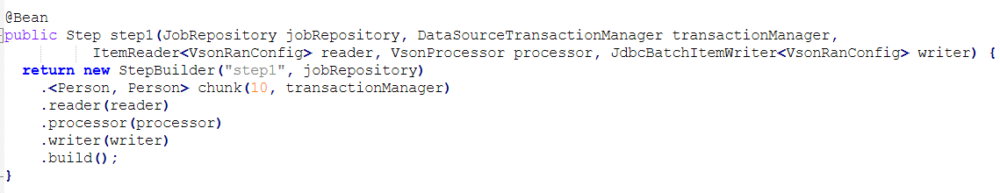 @Bean
public Step step1(JobRepository jobRepository, DataSourceTransactionManager transactionManager,
ItemReader<VsonRanConfig> reader, VsonProcessor processor, JdbcBatchItemWriter<VsonRanConfig> writer) {
return new StepBuilder("step1", jobRepository)
.<Person, Person> chunk(10, transactionManager)
.reader(reader)
.processor(processor)
.writer(writer)
.build();
}